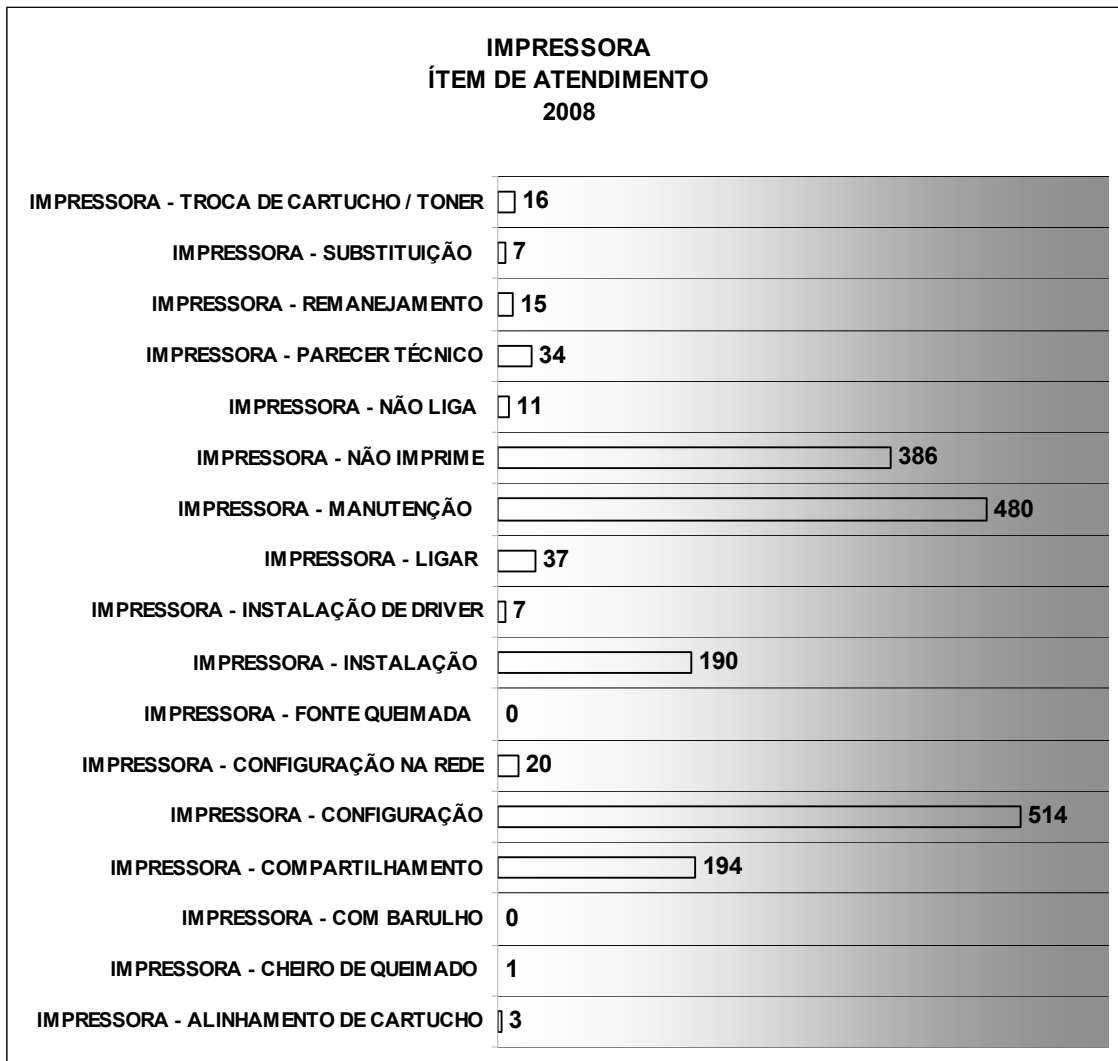 IMPRESSORA
ÍTEM DE ATENDIMENTO
2008
IMPRESSORA - TROCA DE CARTUCHO / TONER 16
IMPRESSORA - SUBSTITUIÇÃO 7
IMPRESSORA - REMANEJAMENTO 15
IMPRESSORA - PARECER TÉCNICO 34
IMPRESSORA - NÃO LIGA 11
IMPRESSORA - NÃO IMPRIME 386
IMPRESSORA - MANUTENÇÃO 480
IMPRESSORA - LIGAR 37
IMPRESSORA - INSTALAÇÃO DE DRIVER 7
IMPRESSORA - INSTALAÇÃO 190
IMPRESSORA - FONTE QUEIMADA 0
IMPRESSORA - CONFIGURAÇÃO NA REDE 20
IMPRESSORA - CONFIGURAÇÃO 514
IMPRESSORA - COMPARTILHAMENTO 194
IMPRESSORA - COM BARULHO 0
IMPRESSORA - CHEIRO DE QUEIMADO 1
IMPRESSORA - ALINHAMENTO DE CARTUCHO 3